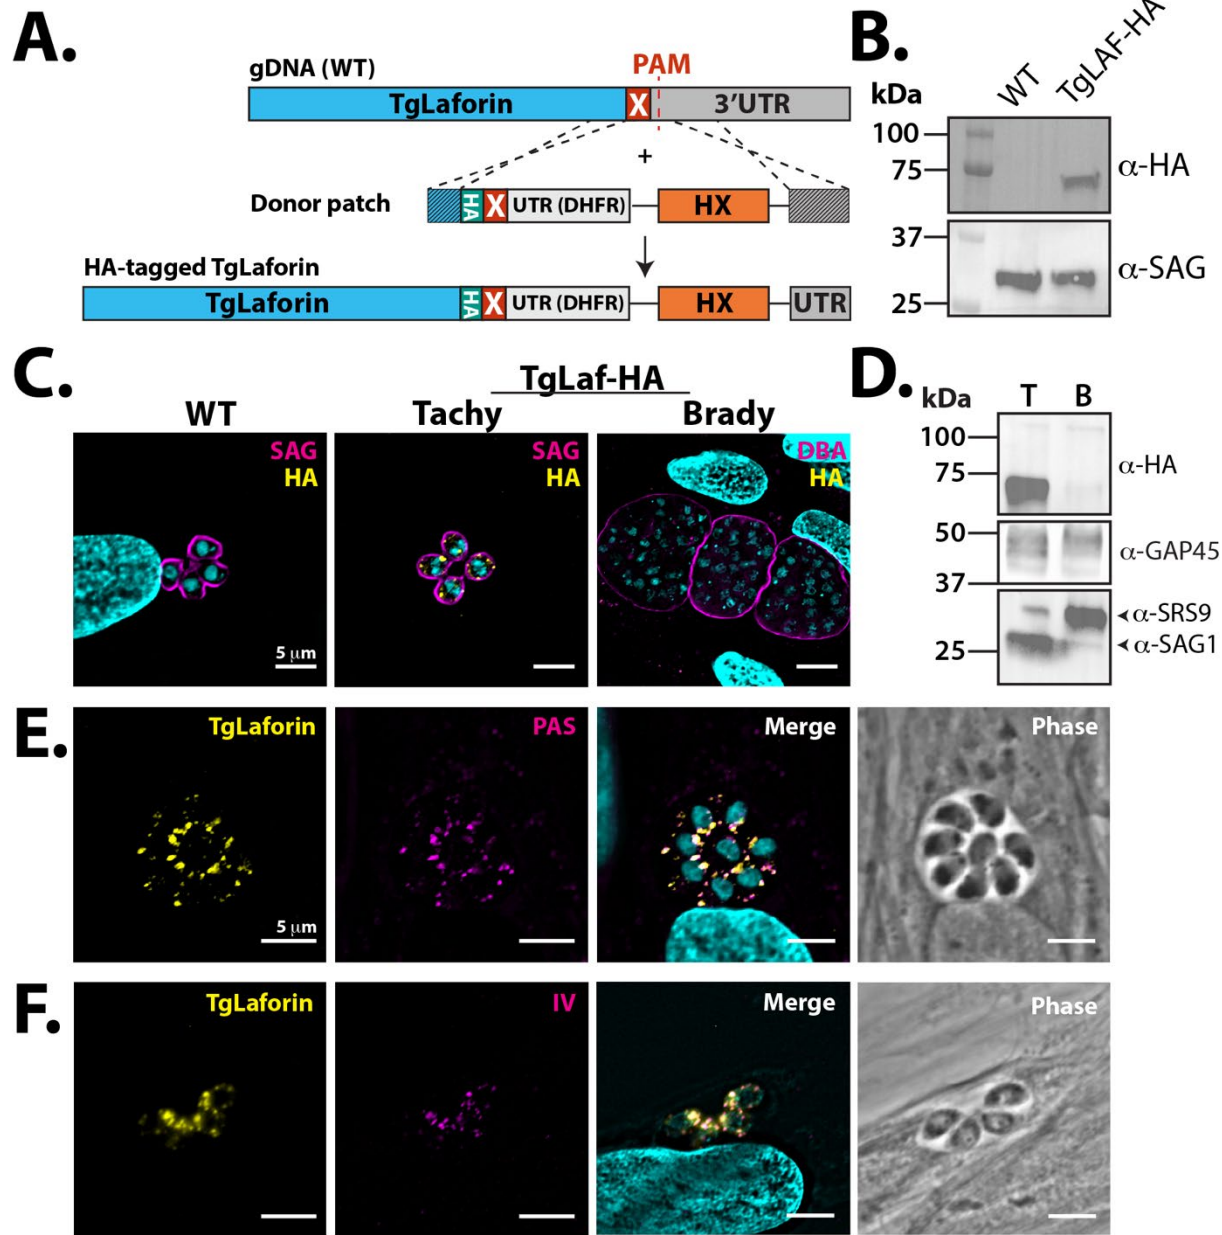 A.
gDNA (WT)
PAM
TgLaforin X 3'UTR
+
Donor patch
HA X UTR (DHFR) HX
HA-tagged TgLaforin
TgLaforin HA X UTR (DHFR) HX UTR
B.
WT TgLAF-HA
kDa
100
75
α-HA
37
25
α-SAG
C.
TgLaf-HA
WT Tachy Brady
SAG
HA
5 μm
SAG
HA
DBA
HA
D.
kDa T B
100
75
α-HA
50
37
α-GAP45
25
α-SRS9
α-SAG1
E.
TgLaforin
5 μm
PAS
Merge
Phase
F.
TgLaforin
IV
Merge
Phase